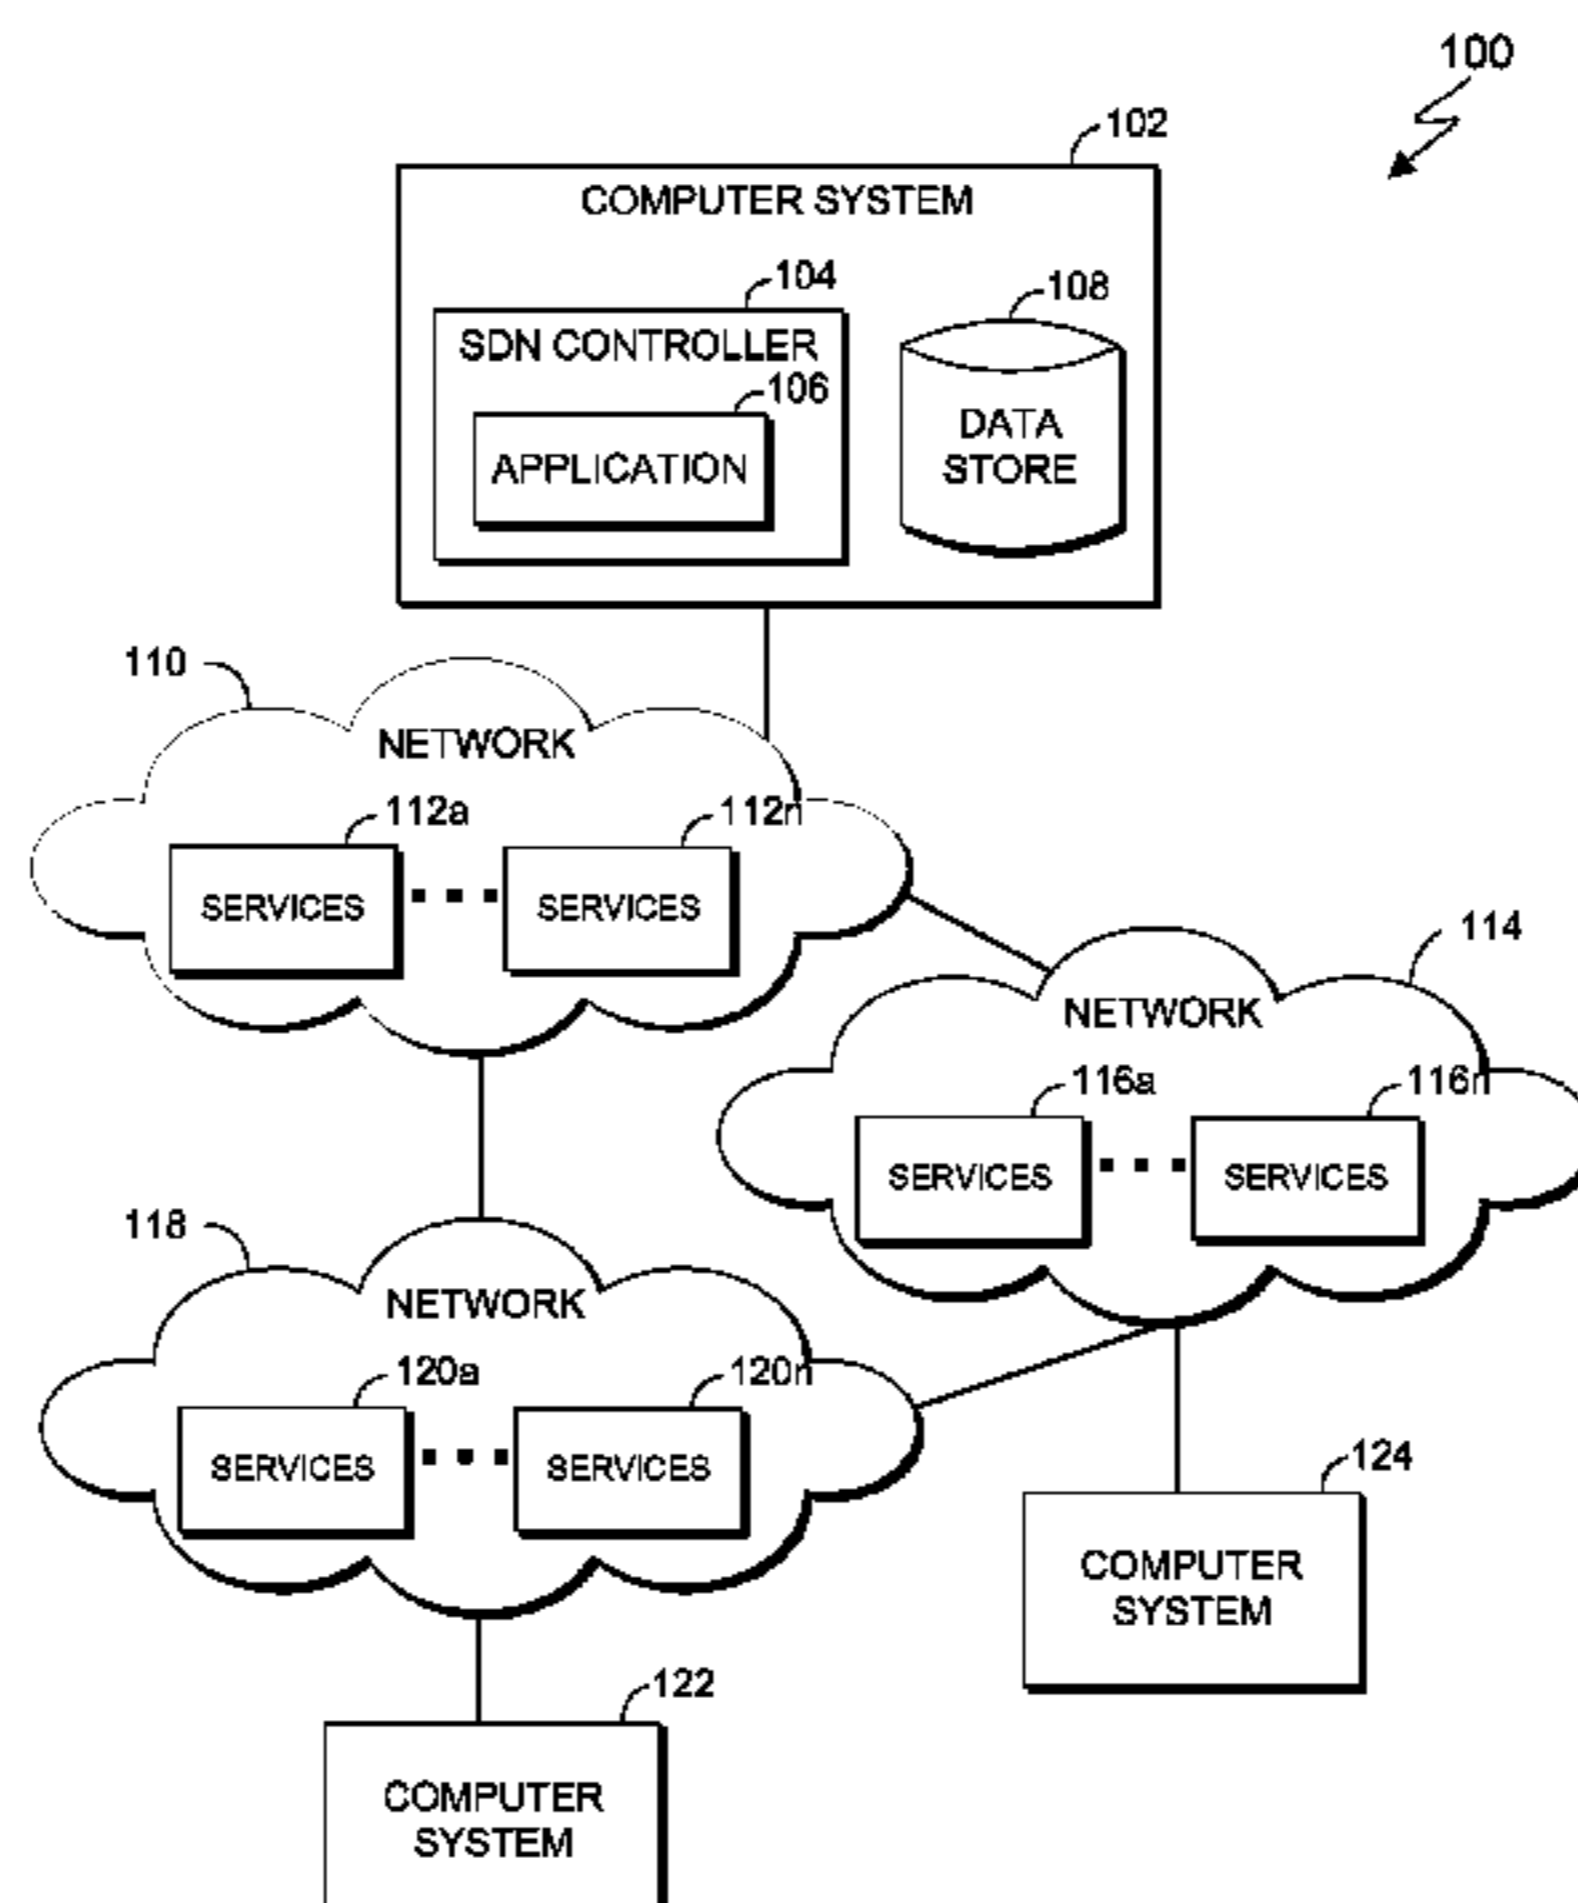 100
102
COMPUTER SYSTEM
104
108
SDN CONTROLLER
106
DATA
STORE
APPLICATION
110
NETWORK
112a
112n
SERVICES
SERVICES
114
NETWORK
116a
116n
SERVICES
SERVICES
118
NETWORK
120a
120n
SERVICES
SERVICES
124
COMPUTER
SYSTEM
122
COMPUTER
SYSTEM